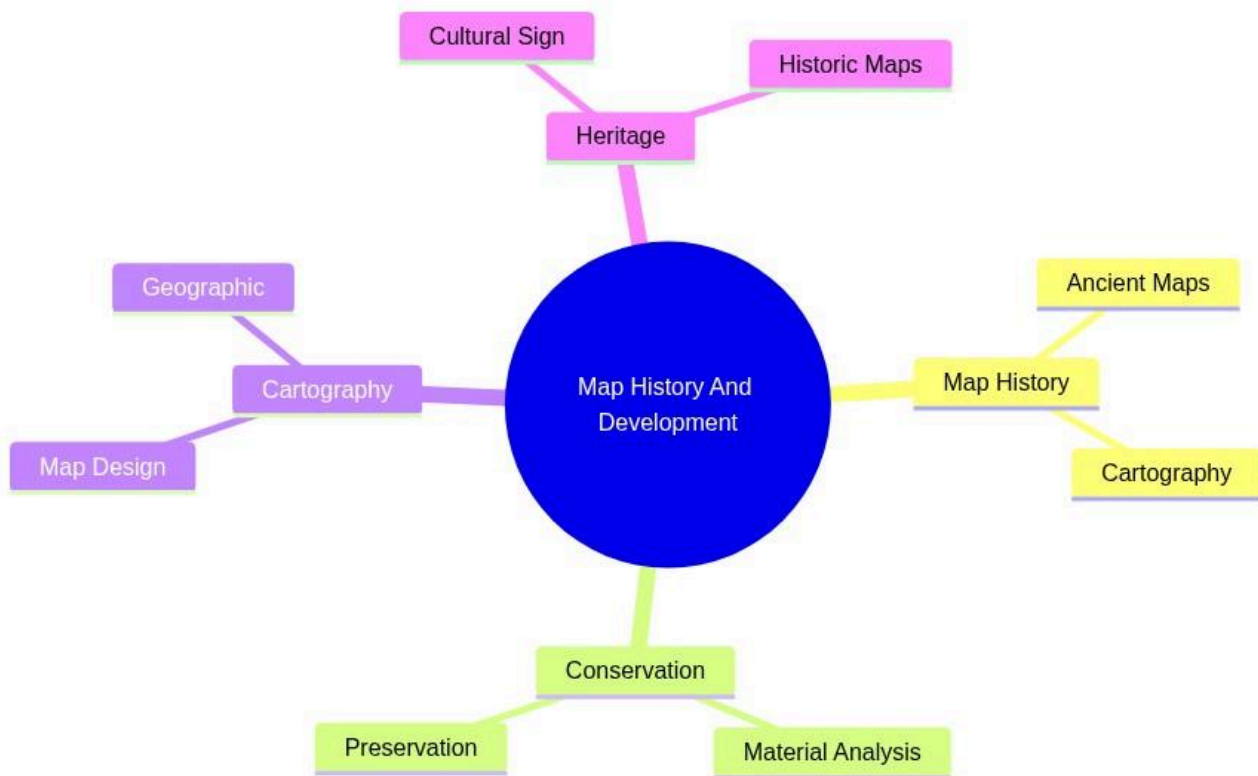 Cultural Sign
Historic Maps
Heritage
Geographic
Ancient Maps
Cartography
Map History And
Development
Map History
Map Design
Cartography
Conservation
Preservation
Material Analysis